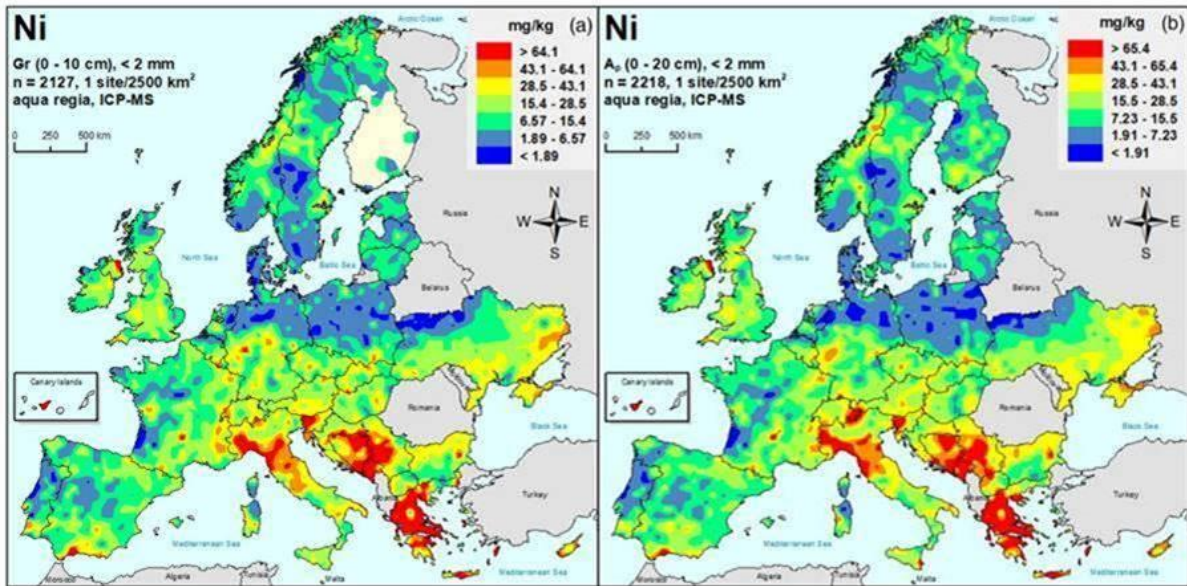 Ni
Gr (0 - 10 cm), < 2 mm
n = 2127, 1 site/2500 km²
aqua regia, ICP-MS
0 250 500 km
mg/kg (a)
> 64.1
43.1 - 64.1
28.5 - 43.1
15.4 - 28.5
6.57 - 15.4
1.89 - 6.57
< 1.89
Arctic Ocean
N
W E
S
Russia
North Sea
Baltic Sea
Belarus
Canary Islands
Romania
Black Sea
Turkey
Mediterranean Sea
Mediterranean Sea
Morocco
Algeria
Tunisia
Malta
Ni
Aₚ (0 - 20 cm), < 2 mm
n = 2218, 1 site/2500 km²
aqua regia, ICP-MS
0 250 500 km
mg/kg (b)
> 65.4
43.1 - 65.4
28.5 - 43.1
15.5 - 28.5
7.23 - 15.5
1.91 - 7.23
< 1.91
Arctic Ocean
N
W E
S
Russia
North Sea
Baltic Sea
Belarus
Canary Islands
Romania
Black Sea
Turkey
Mediterranean Sea
Mediterranean Sea
Morocco
Algeria
Tunisia
Malta